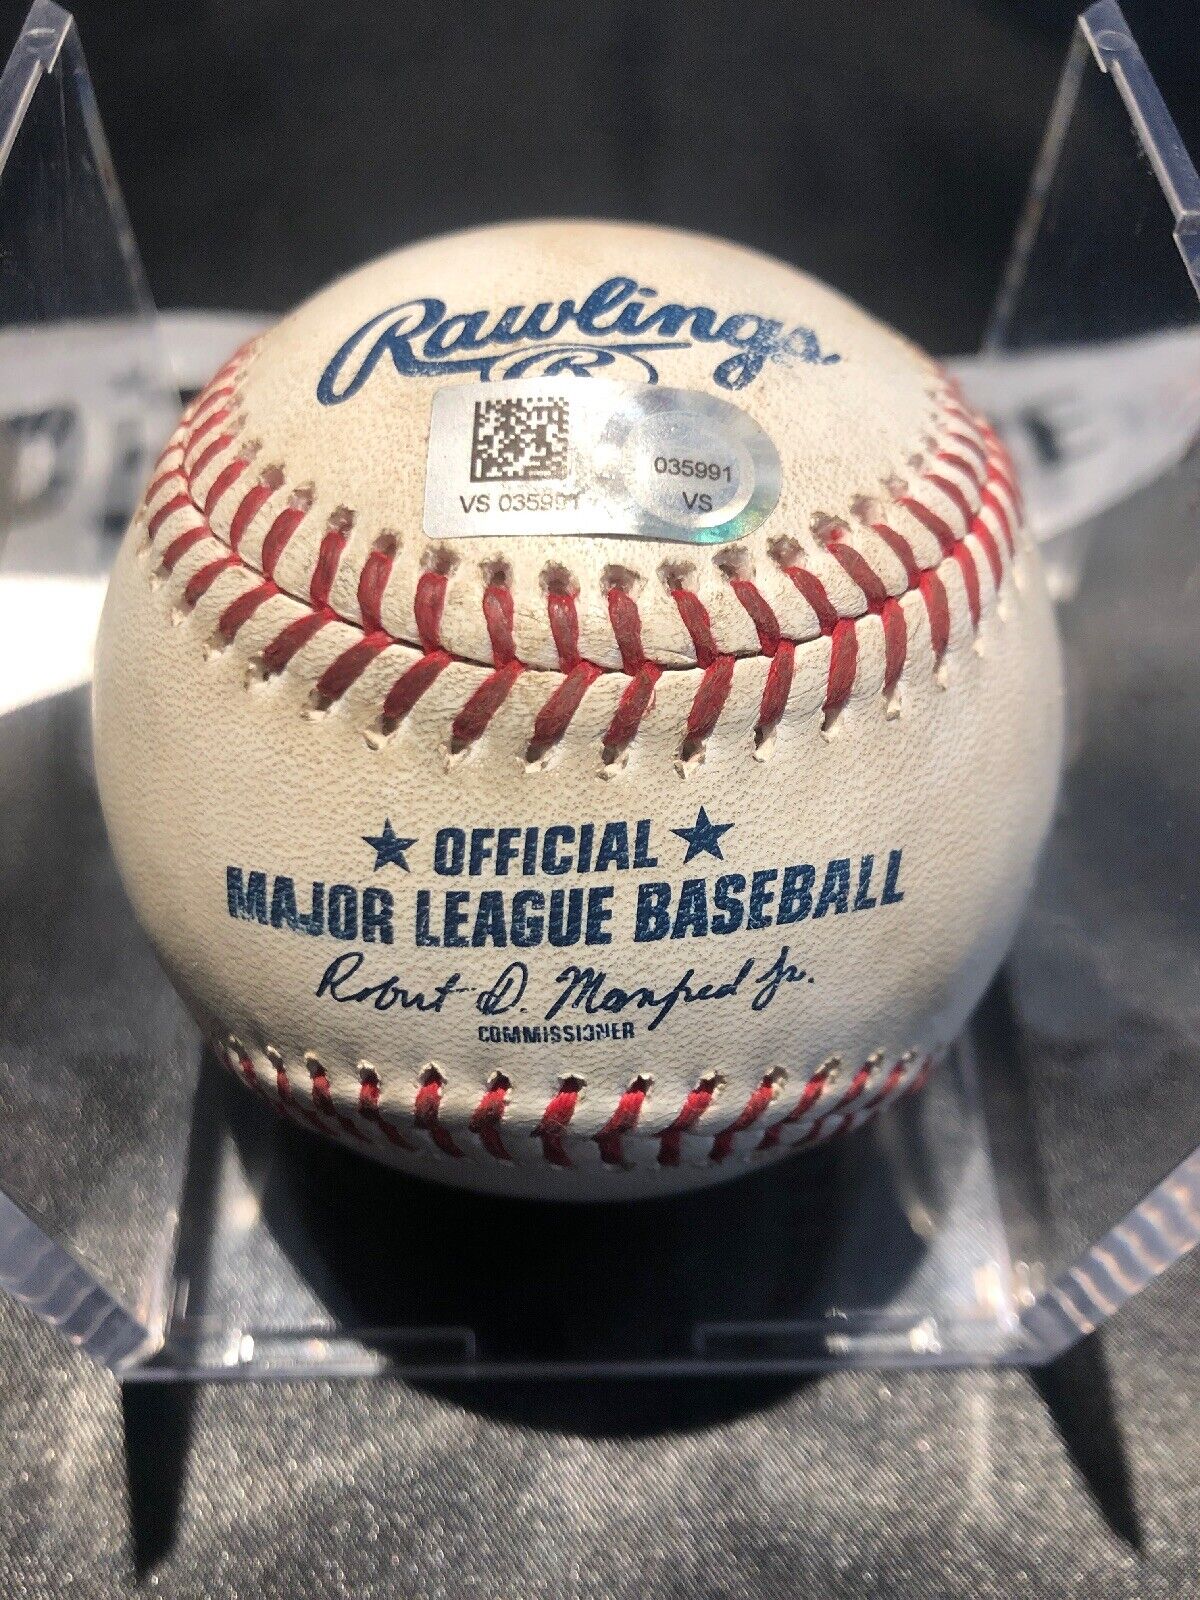 Rawlings
R
035991
VS 035991
VS
OFFICIAL
MAJOR LEAGUE BASEBALL
Robert D. Manfred Jr.
COMMISSIONER